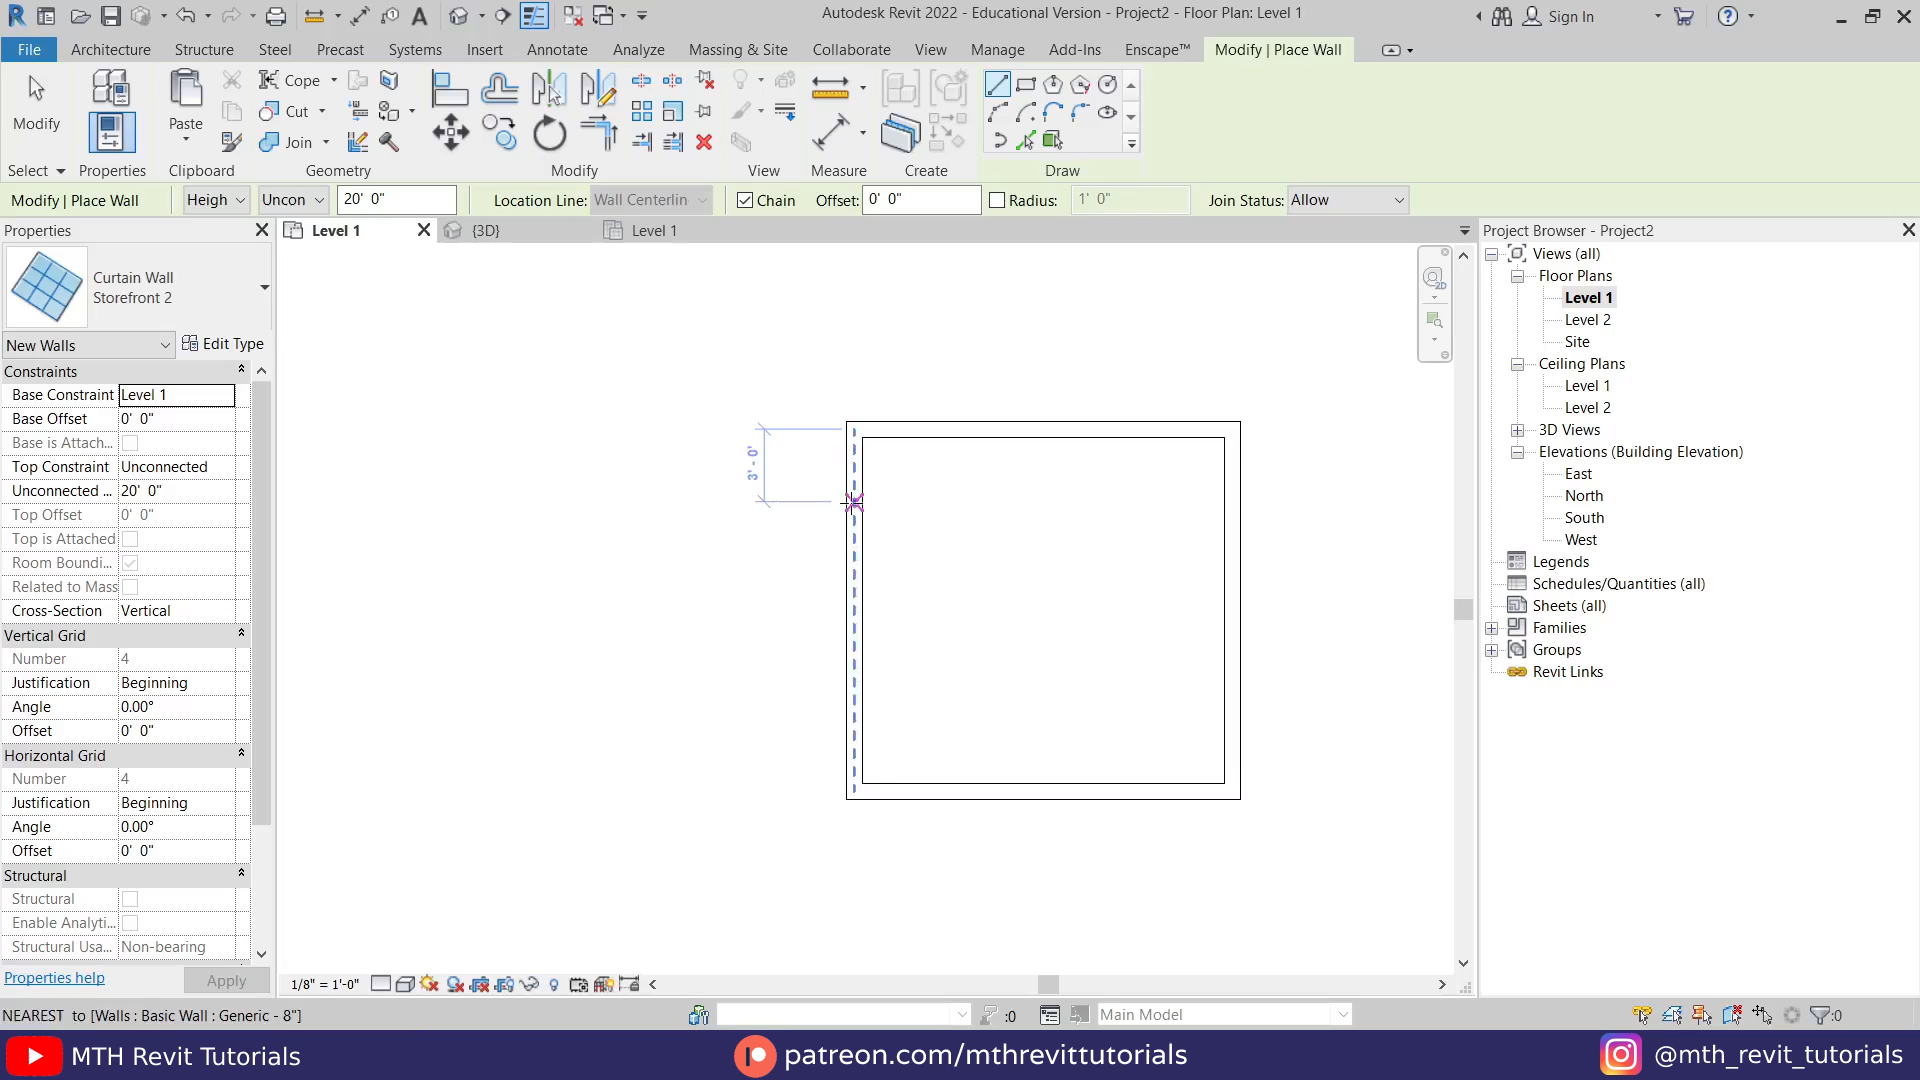 Autodesk Revit 2022 - Educational Version - Project2 - Floor Plan: Level 1
Sign In
File Architecture Structure Steel Precast Systems Insert Annotate Analyze Massing & Site Collaborate View Manage Add-Ins Enscape™ Modify | Place Wall
Modify
Paste
Cope
Cut
Join
Select Properties Clipboard Geometry Modify View Measure Create Draw
Modify | Place Wall Heigh Uncon 20' 0" Location Line: Wall Centerlin Chain Offset: 0' 0" Radius: 1' 0" Join Status: Allow
Properties
Level 1 {3D} Level 1
Curtain Wall
Storefront 2
New Walls Edit Type
Constraints
Base Constraint Level 1
Base Offset 0' 0"
Base is Attach...
Top Constraint Unconnected
Unconnected ... 20' 0"
Top Offset 0' 0"
Top is Attached
Room Boundi...
Related to Mass
Cross-Section Vertical
Vertical Grid
Number 4
Justification Beginning
Angle 0.00°
Offset 0' 0"
Horizontal Grid
Number 4
Justification Beginning
Angle 0.00°
Offset 0' 0"
Structural
Structural
Enable Analyti...
Structural Usa... Non-bearing
Properties help Apply
3' - 0"
2D
1/8" = 1'-0"
Project Browser - Project2
Views (all)
Floor Plans
Level 1
Level 2
Site
Ceiling Plans
Level 1
Level 2
3D Views
Elevations (Building Elevation)
East
North
South
West
Legends
Schedules/Quantities (all)
Sheets (all)
Families
Groups
Revit Links
NEAREST to [Walls : Basic Wall : Generic - 8"]
:0
Main Model
:0
MTH Revit Tutorials
patreon.com/mthrevittutorials
@mth_revit_tutorials